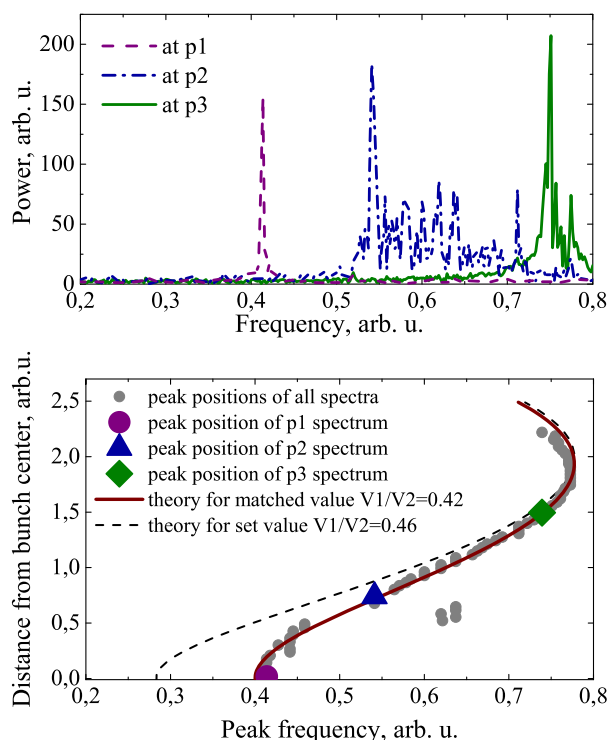 200
150
100
50
0
Power, arb. u.
at p1
at p2
at p3
0,2 0,3 0,4 0,5 0,6 0,7 0,8
Frequency, arb. u.
2,5
2,0
1,5
1,0
0,5
0,0
Distance from bunch center, arb.u.
peak positions of all spectra
peak position of p1 spectrum
peak position of p2 spectrum
peak position of p3 spectrum
theory for matched value V1/V2=0.42
theory for set value V1/V2=0.46
0,2 0,3 0,4 0,5 0,6 0,7 0,8
Peak frequency, arb. u.